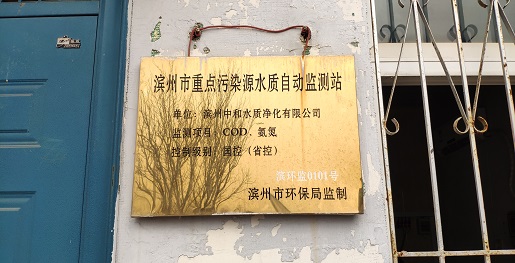 滨州市重点污染源水质自动监测站
单位：滨州中和水质净化有限公司
监测项目：COD、氨氮
控制级别：国控（省控）
滨环监0101号
滨州市环保局监制